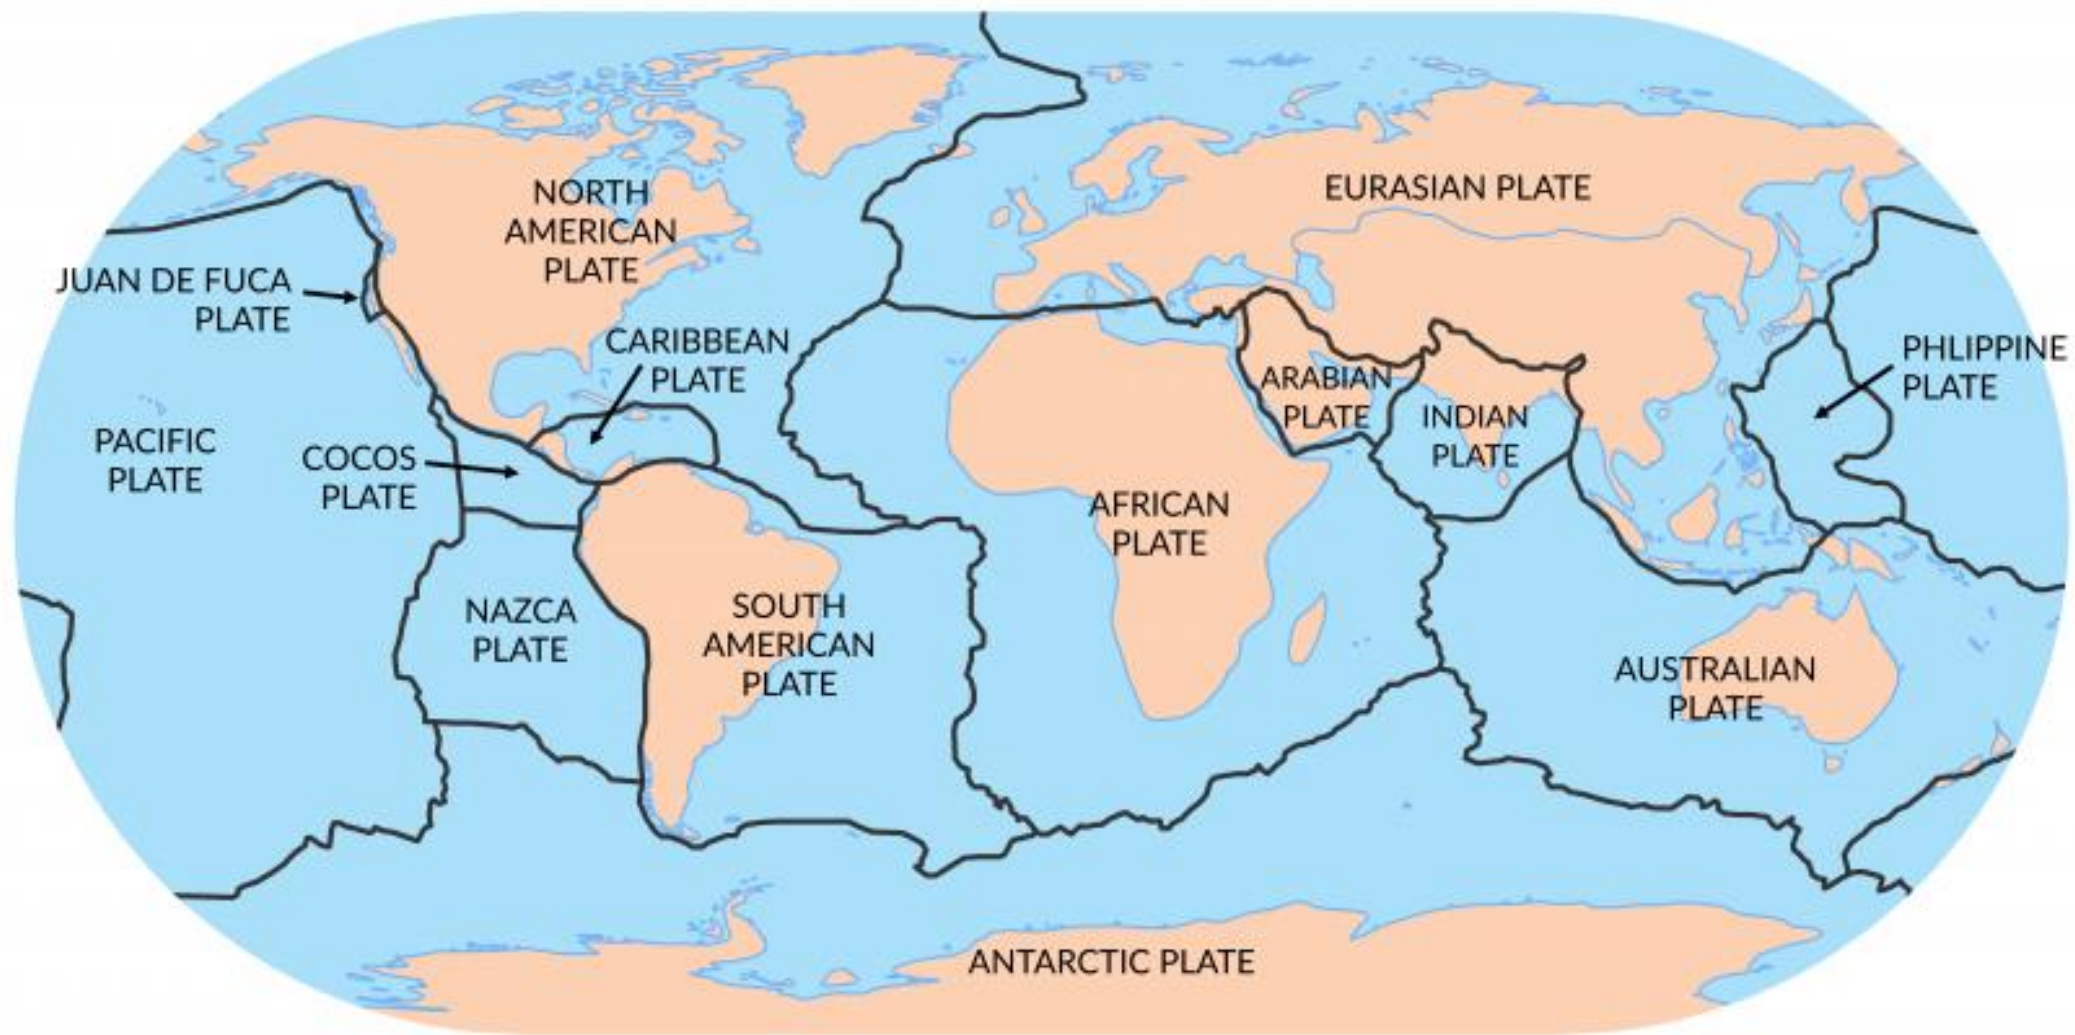 NORTH
AMERICAN
PLATE
EURASIAN PLATE
JUAN DE FUCA
PLATE
CARIBBEAN
PLATE
PHLIPPINE
PLATE
ARABIAN
PLATE
INDIAN
PLATE
PACIFIC
PLATE
COCOS
PLATE
AFRICAN
PLATE
NAZCA
PLATE
SOUTH
AMERICAN
PLATE
AUSTRALIAN
PLATE
ANTARCTIC PLATE